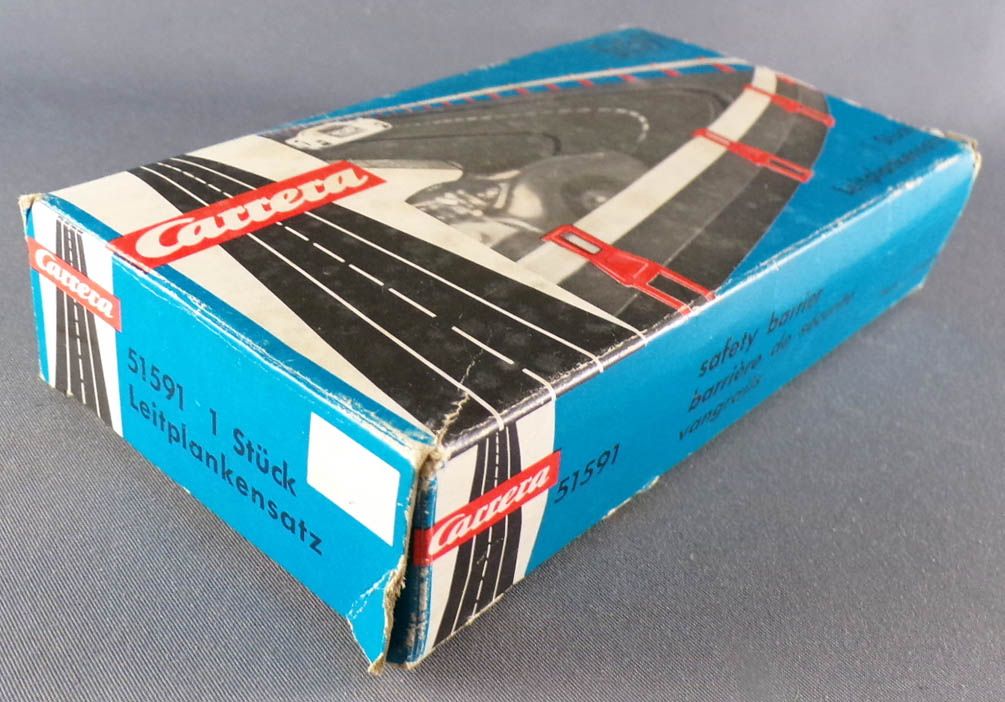 Carrera
Carrera
51591 1 Stück
Leitplankensatz
Carrera
51591
safety barrier
barrière de sécurité
vangrails